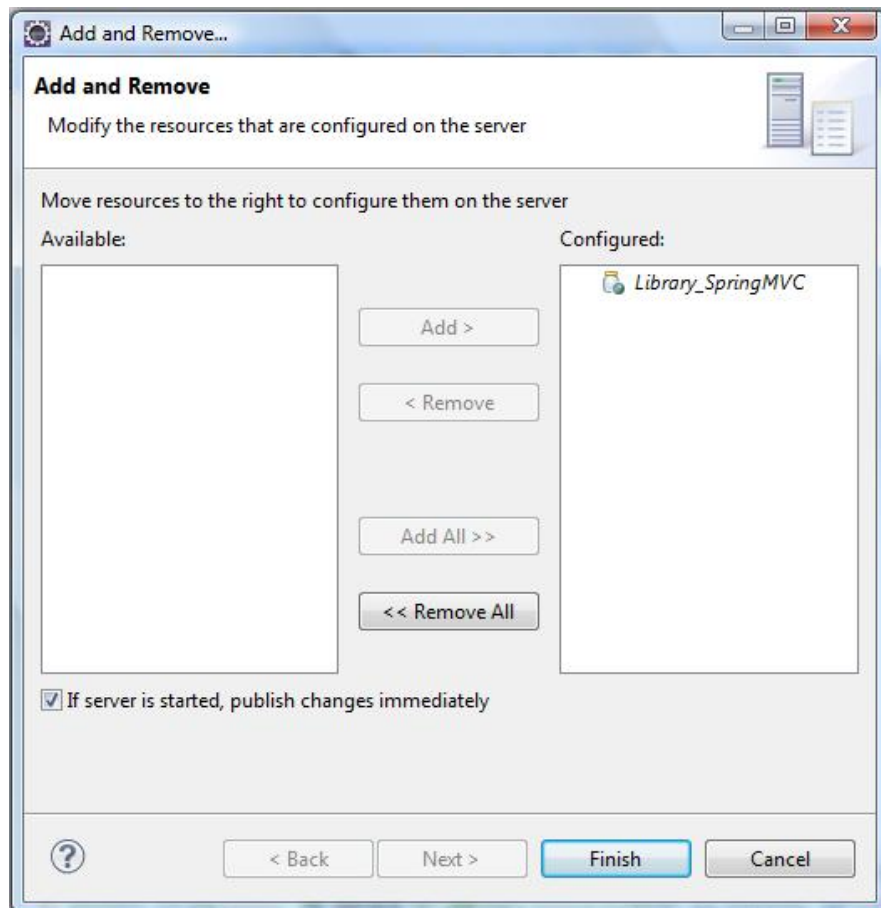 Add and Remove...
Add and Remove
Modify the resources that are configured on the server
Move resources to the right to configure them on the server
Available:
Configured:
Library_SpringMVC
Add >
< Remove
Add All >>
<< Remove All
If server is started, publish changes immediately
?
< Back
Next >
Finish
Cancel